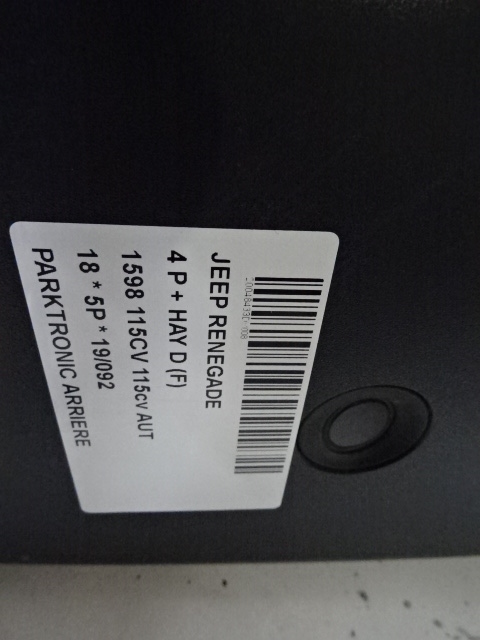 JEEP RENEGADE
4 P + HAY D (F)
1598 115CV 115cv AUT
18 * 5P * 19/092
PARKTRONIC ARRIERE